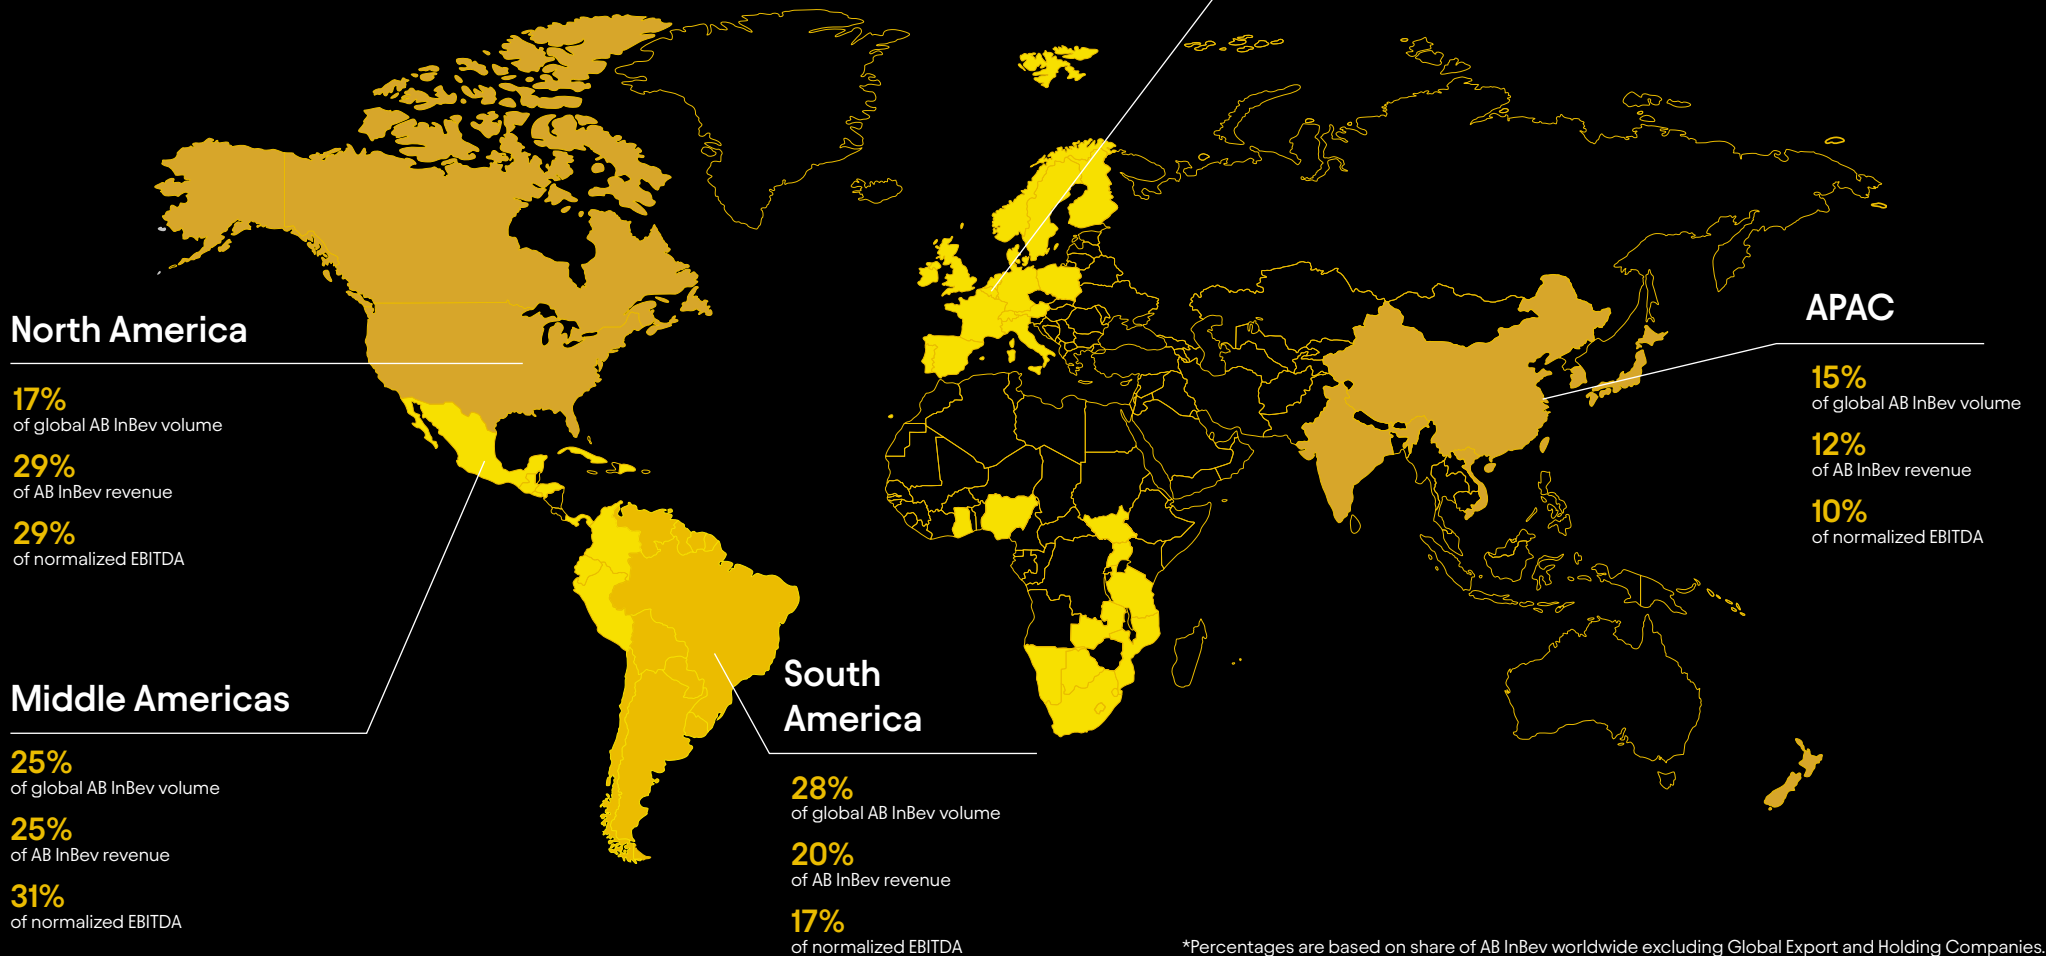 North America
17%
of global AB InBev volume
29%
of AB InBev revenue
29%
of normalized EBITDA
Middle Americas
25%
of global AB InBev volume
25%
of AB InBev revenue
31%
of normalized EBITDA
South
America
28%
of global AB InBev volume
20%
of AB InBev revenue
17%
of normalized EBITDA
APAC
15%
of global AB InBev volume
12%
of AB InBev revenue
10%
of normalized EBITDA
*Percentages are based on share of AB InBev worldwide excluding Global Export and Holding Companies.